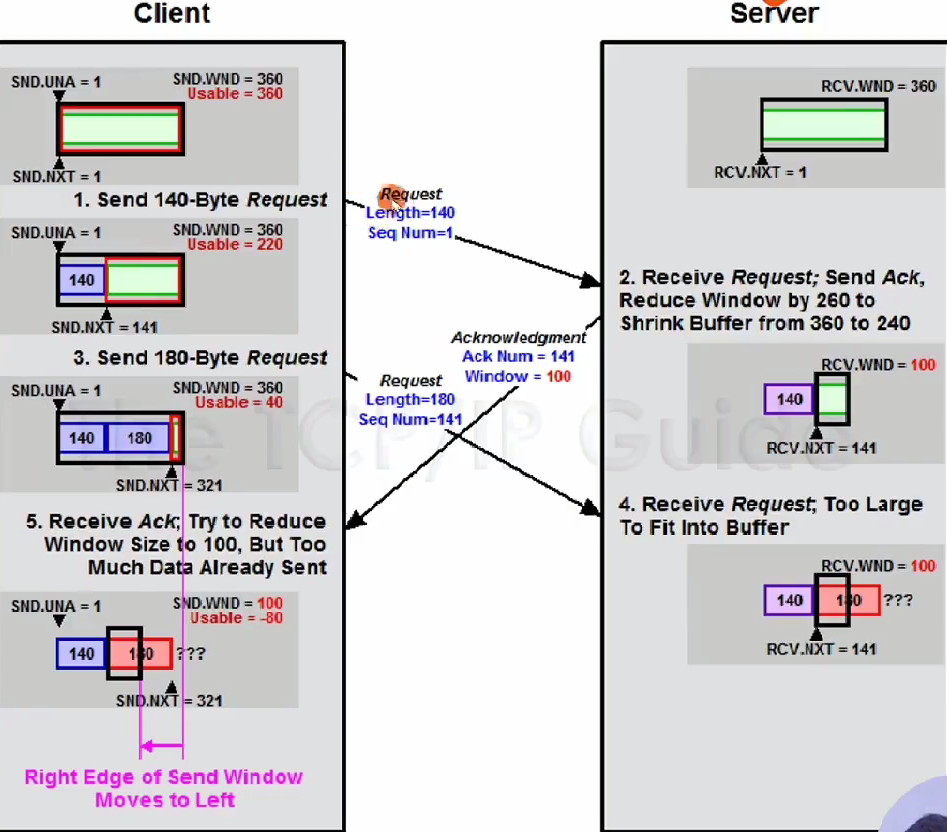 Client
Server
SND.UNA = 1
SND.WND = 360
Usable = 360
SND.NXT = 1
RCV.WND = 360
RCV.NXT = 1
1. Send 140-Byte Request
Request
Length=140
Seq Num=1
SND.UNA = 1
SND.WND = 360
Usable = 220
140
SND.NXT = 141
2. Receive Request; Send Ack,
Reduce Window by 260 to
Shrink Buffer from 360 to 240
Acknowledgment
Ack Num = 141
Window = 100
3. Send 180-Byte Request
Request
Length=180
Seq Num=141
RCV.WND = 100
140
RCV.NXT = 141
SND.UNA = 1
SND.WND = 360
Usable = 40
140
180
SND.NXT = 321
The TCP/IP Guide
4. Receive Request; Too Large
To Fit Into Buffer
5. Receive Ack; Try to Reduce
Window Size to 100, But Too
Much Data Already Sent
RCV.WND = 100
140
180
???
RCV.NXT = 141
SND.UNA = 1
SND.WND = 100
Usable = -80
140
180
???
SND.NXT = 321
Right Edge of Send Window
Moves to Left